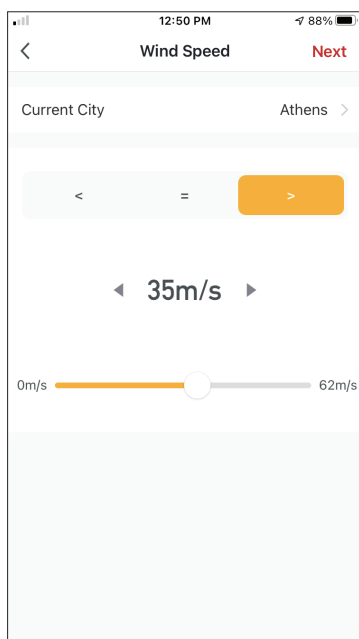 12:50 PM 88%
Wind Speed Next
Current City Athens
< = >
35m/s
0m/s 62m/s